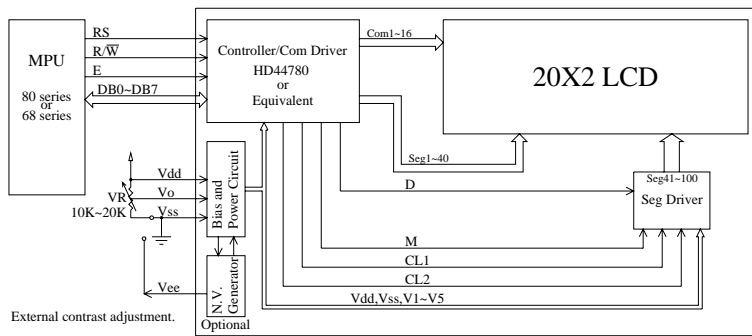 MPU
80 series
or
68 series
RS
R/W̅
E
DB0~DB7
Controller/Com Driver
HD44780
or
Equivalent
Com1~16
20X2 LCD
Seg1~40
Seg41~100
Seg Driver
D
M
CL1
CL2
Vdd,Vss,V1~V5
Vdd
Vo
Vss
VR
10K~20K
Bias and
Power Circuit
N.V.
Generator
Optional
Vee
External contrast adjustment.